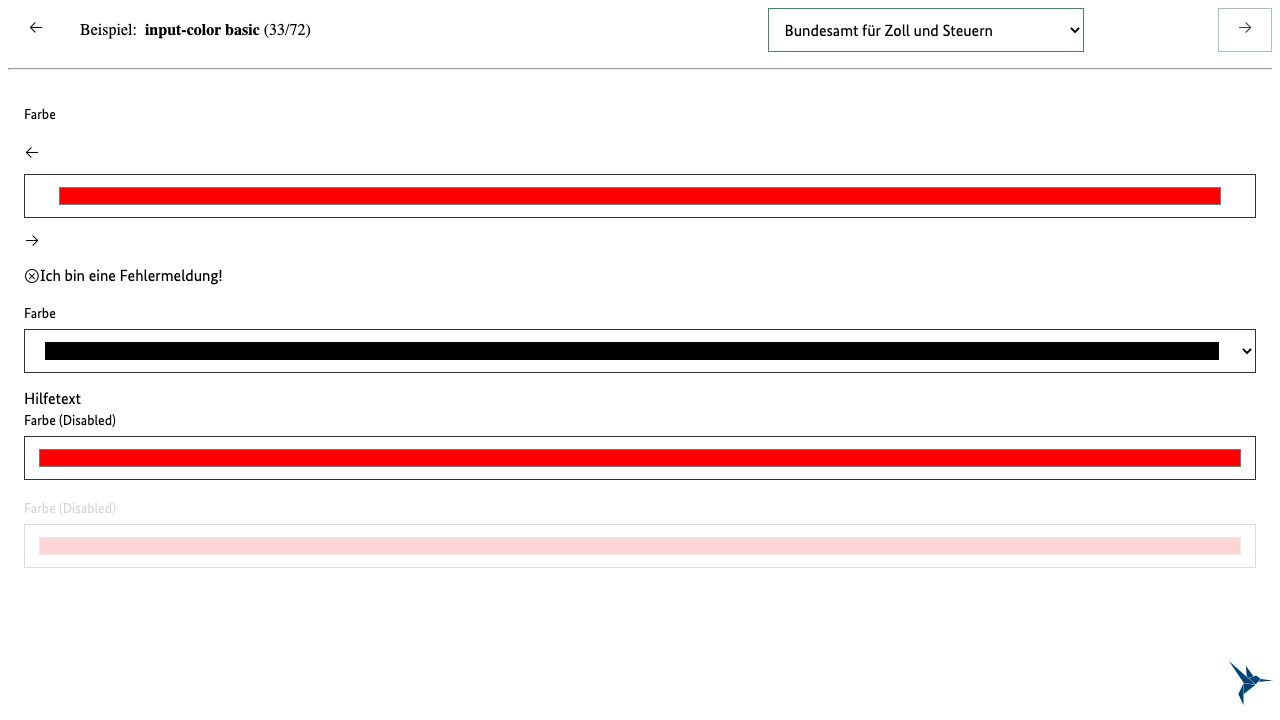 Beispiel: input-color basic (33/72)
Bundesamt für Zoll und Steuern
Farbe
Ich bin eine Fehlermeldung!
Farbe
Hilfetext
Farbe (Disabled)
Farbe (Disabled)